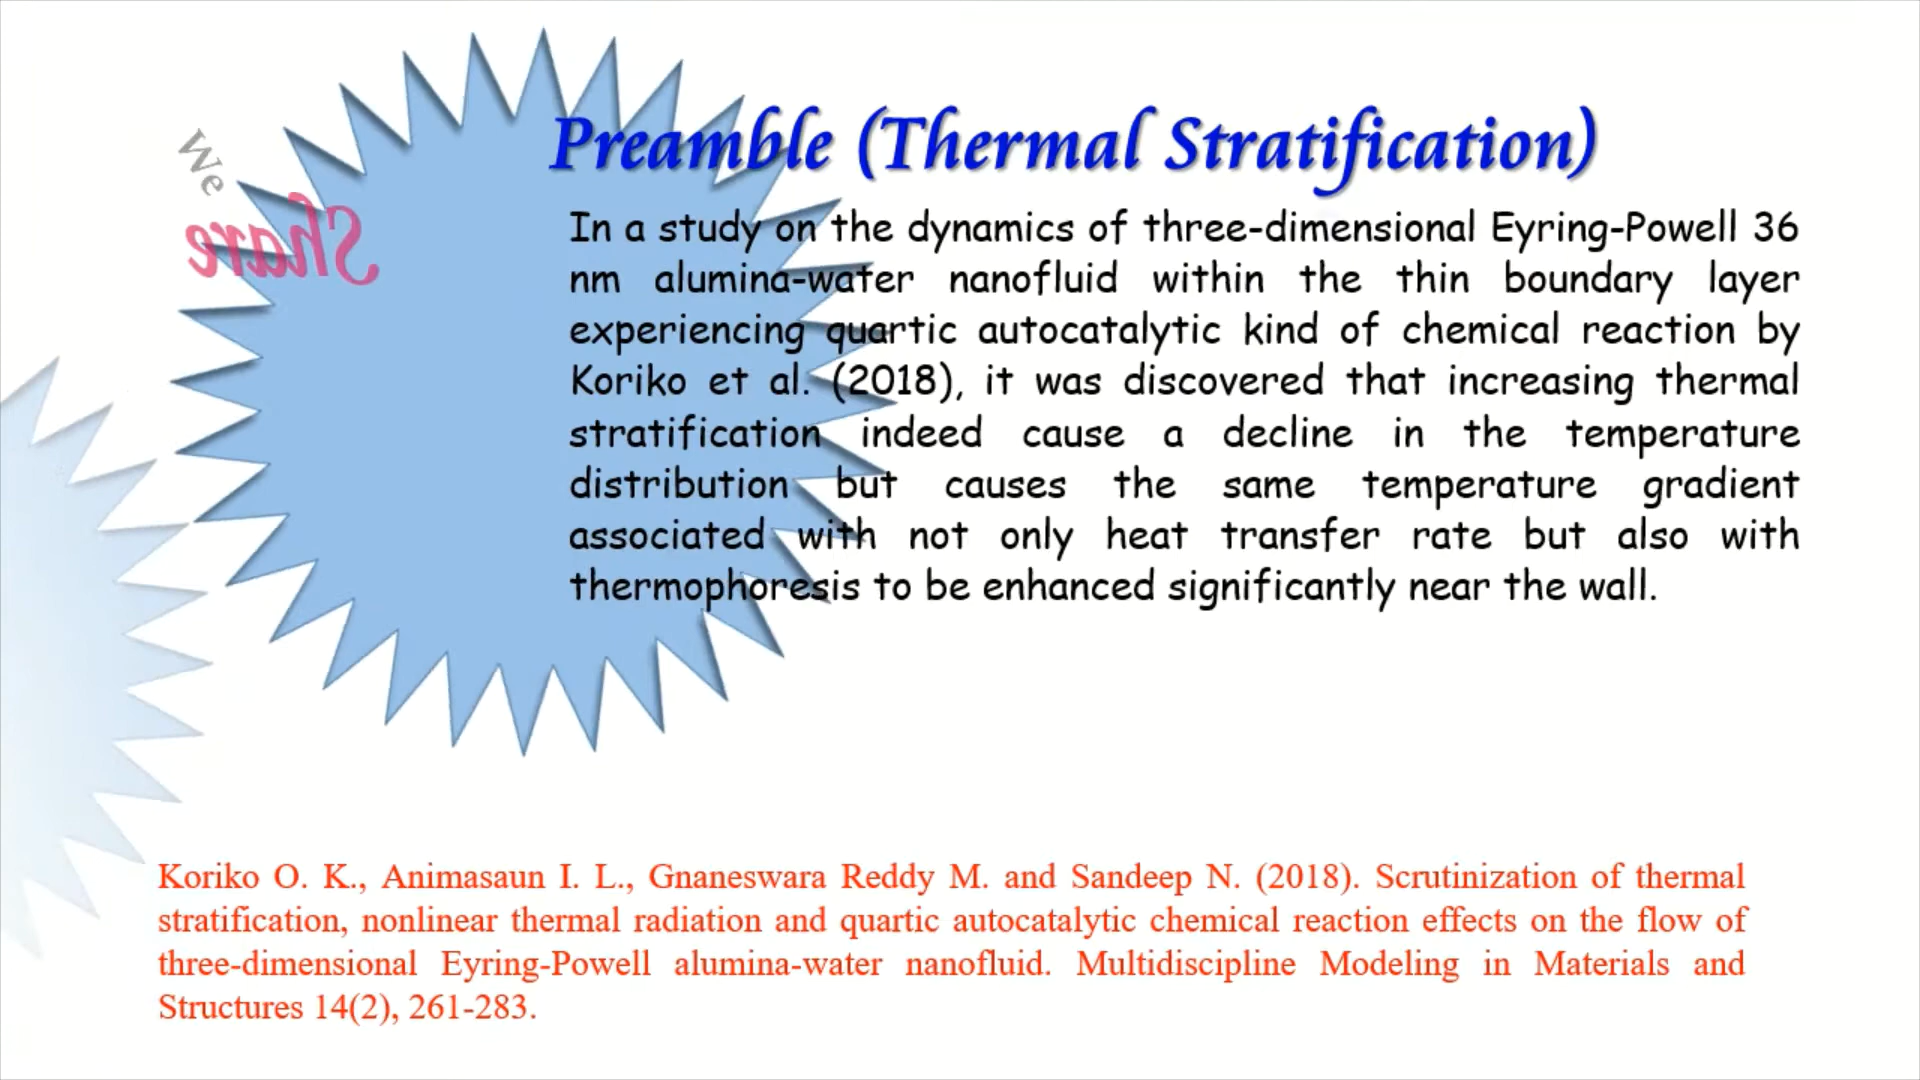 Preamble (Thermal Stratification)
We
Share
In a study on the dynamics of three-dimensional Eyring-Powell 36
nm alumina-water nanofluid within the thin boundary layer
experiencing quartic autocatalytic kind of chemical reaction by
Koriko et al. (2018), it was discovered that increasing thermal
stratification indeed cause a decline in the temperature
distribution but causes the same temperature gradient
associated with not only heat transfer rate but also with
thermophoresis to be enhanced significantly near the wall.
Koriko O. K., Animasaun I. L., Gnaneswara Reddy M. and Sandeep N. (2018). Scrutinization of thermal
stratification, nonlinear thermal radiation and quartic autocatalytic chemical reaction effects on the flow of
three-dimensional Eyring-Powell alumina-water nanofluid. Multidiscipline Modeling in Materials and
Structures 14(2), 261-283.